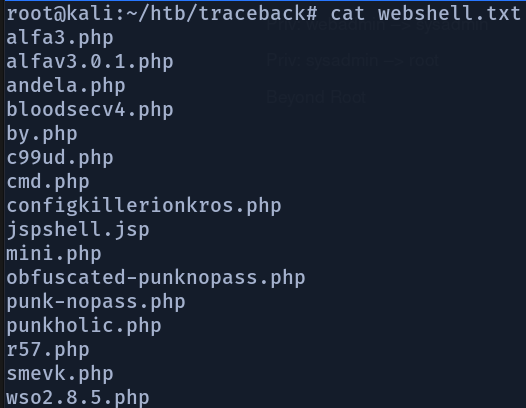 root@kali:~/htb/traceback# cat webshell.txt
alfa3.php
alfav3.0.1.php
andela.php
bloodsecv4.php
by.php
c99ud.php
cmd.php
configkillerionkros.php
jspshell.jsp
mini.php
obfuscated-punknopass.php
punk-nopass.php
punkholic.php
r57.php
smevk.php
wso2.8.5.php